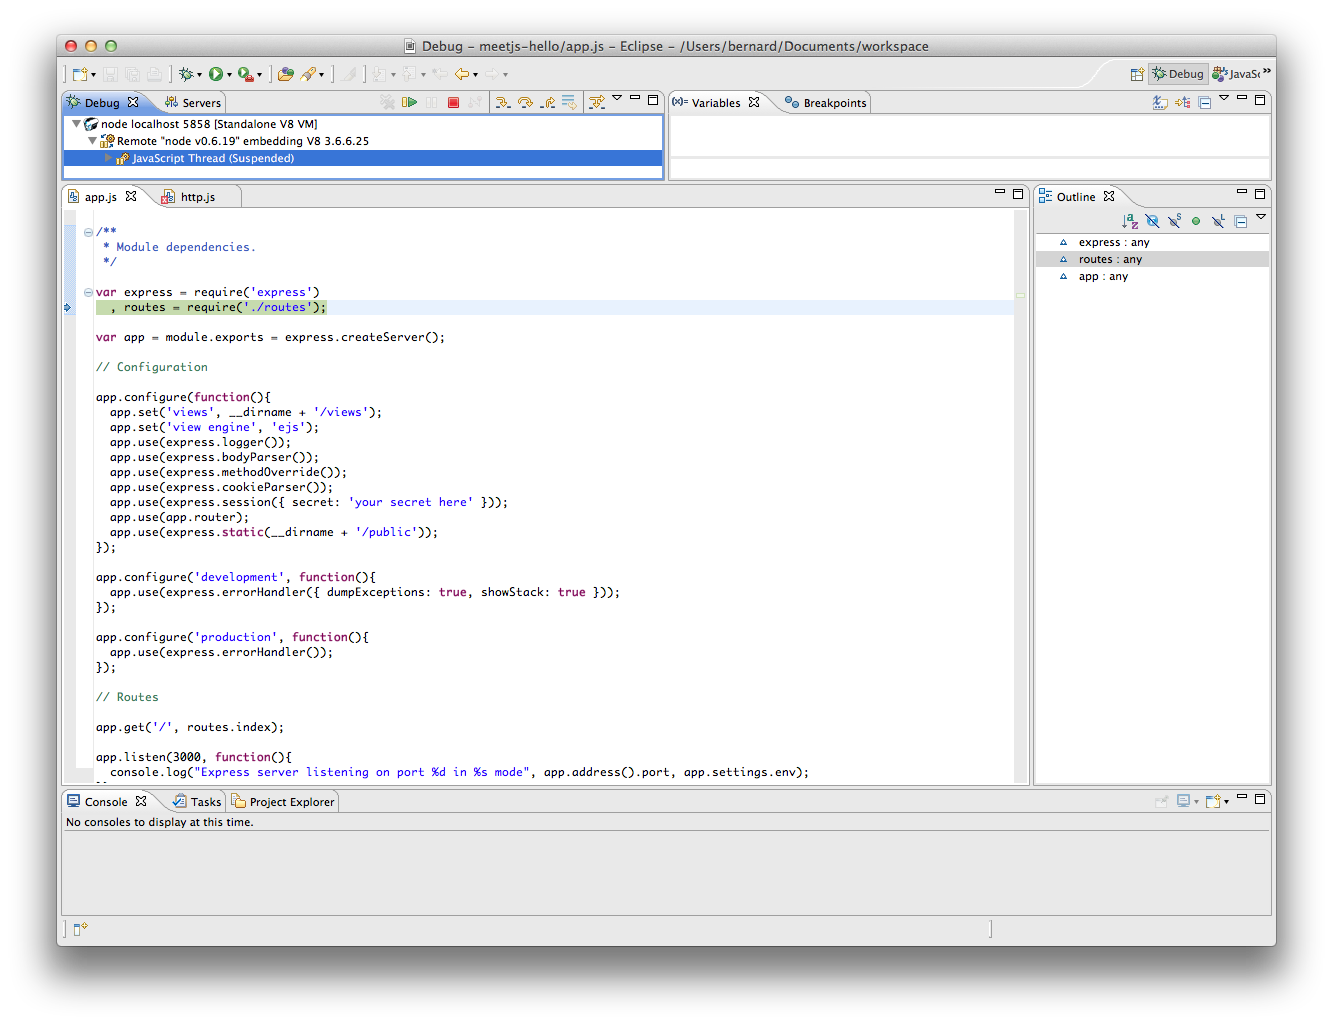 Debug – meetjs-hello/app.js – Eclipse – /Users/bernard/Documents/workspace
Debug JavaSc »
Debug Servers
Variables Breakpoints
node localhost 5858 [Standalone V8 VM]
Remote "node v0.6.19" embedding V8 3.6.6.25
JavaScript Thread (Suspended)
app.js http.js
/**
 * Module dependencies.
 */
var express = require('express')
  , routes = require('./routes');
var app = module.exports = express.createServer();
// Configuration
app.configure(function(){
  app.set('views', __dirname + '/views');
  app.set('view engine', 'ejs');
  app.use(express.logger());
  app.use(express.bodyParser());
  app.use(express.methodOverride());
  app.use(express.cookieParser());
  app.use(express.session({ secret: 'your secret here' }));
  app.use(app.router);
  app.use(express.static(__dirname + '/public'));
});
app.configure('development', function(){
  app.use(express.errorHandler({ dumpExceptions: true, showStack: true }));
});
app.configure('production', function(){
  app.use(express.errorHandler());
});
// Routes
app.get('/', routes.index);
app.listen(3000, function(){
  console.log("Express server listening on port %d in %s mode", app.address().port, app.settings.env);
Outline
express : any
routes : any
app : any
Console Tasks Project Explorer
No consoles to display at this time.